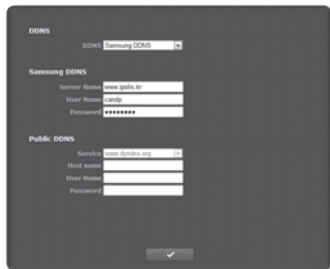 DDNS
DDNS Samsung DDNS
Samsung DDNS
Server Name www.ipolis.kr
User Name candp
Password ●●●●●●●●
Public DDNS
Service www.dyndns.org
Host name
User Name
Password